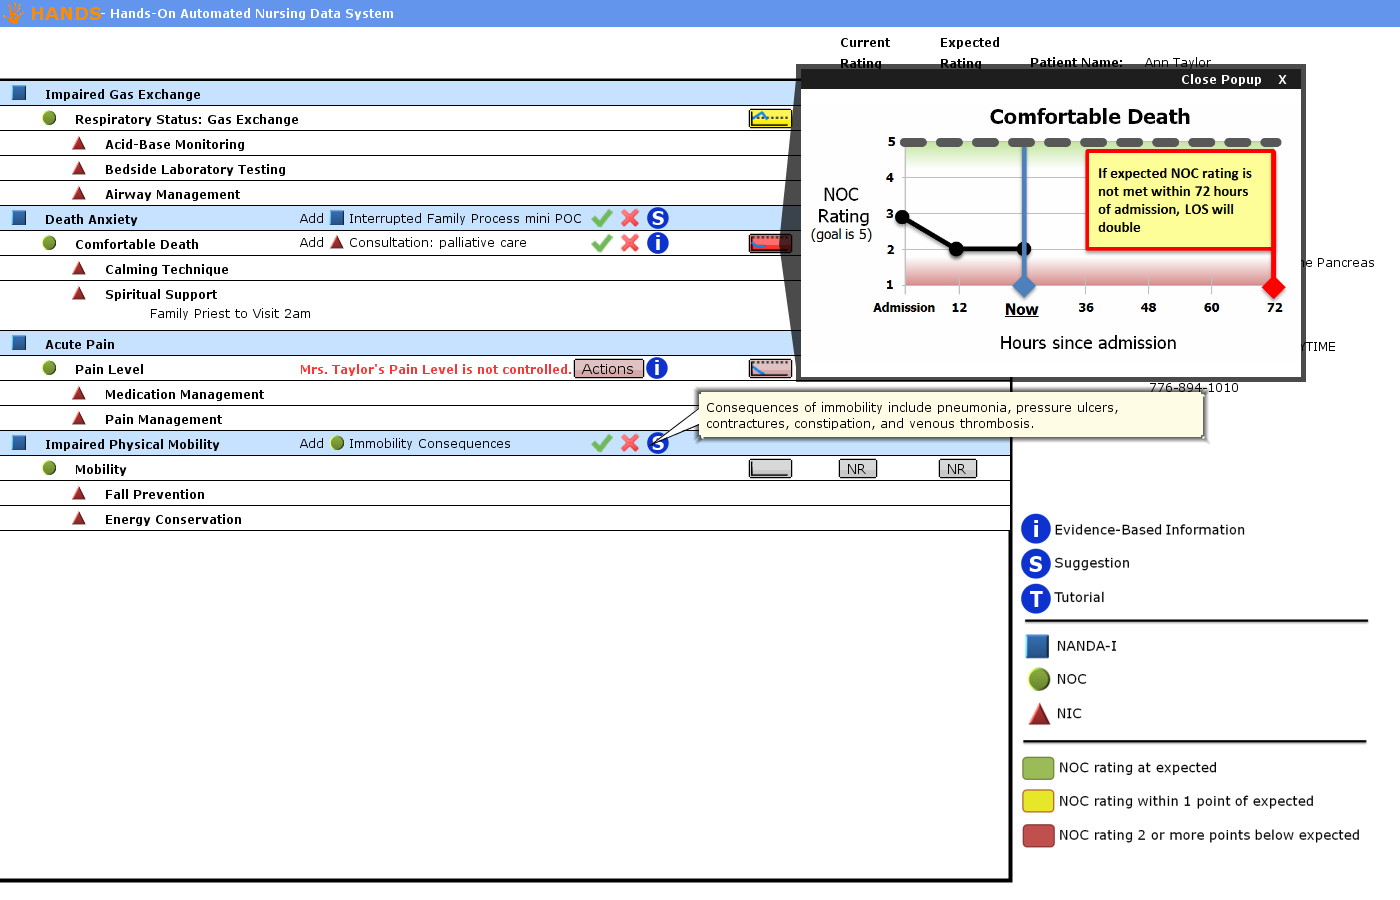 HANDS - Hands-On Automated Nursing Data System
Current
Rating
Expected
Rating
Patient Name: Ann Taylor
Close Popup X
Impaired Gas Exchange
Respiratory Status: Gas Exchange
Acid-Base Monitoring
Bedside Laboratory Testing
Airway Management
Death Anxiety Add Interrupted Family Process mini POC S
Comfortable Death Add Consultation: palliative care i
Calming Technique
Spiritual Support
Family Priest to Visit 2am
Acute Pain
Pain Level Mrs. Taylor's Pain Level is not controlled. Actions i
Medication Management
Pain Management
Impaired Physical Mobility Add Immobility Consequences S
Mobility NR NR
Fall Prevention
Energy Conservation
Comfortable Death
NOC
Rating
(goal is 5)
5
4
3
2
1
If expected NOC rating is
not met within 72 hours
of admission, LOS will
double
Admission 12 Now 36 48 60 72
Hours since admission
Pancreas
776-894-1010
Consequences of immobility include pneumonia, pressure ulcers,
contractures, constipation, and venous thrombosis.
i Evidence-Based Information
S Suggestion
T Tutorial
NANDA-I
NOC
NIC
NOC rating at expected
NOC rating within 1 point of expected
NOC rating 2 or more points below expected